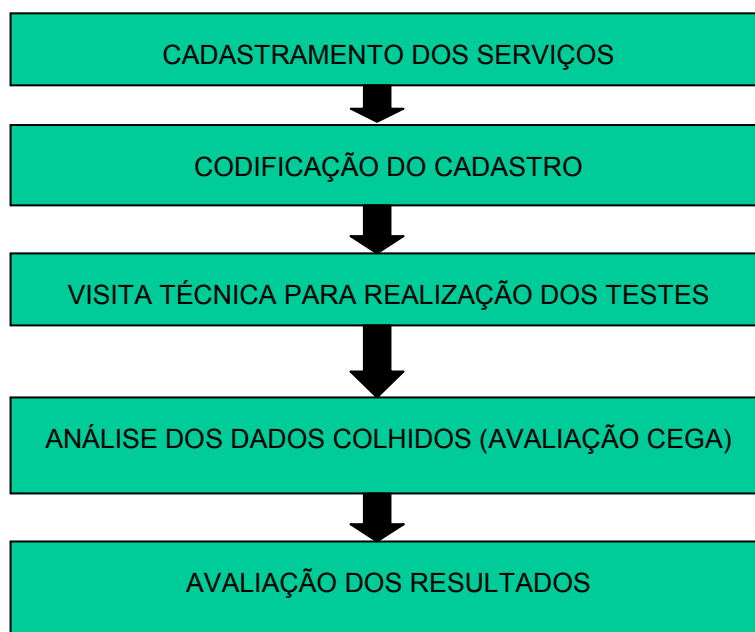 CADASTRAMENTO DOS SERVIÇOS
CODIFICAÇÃO DO CADASTRO
VISITA TÉCNICA PARA REALIZAÇÃO DOS TESTES
ANÁLISE DOS DADOS COLHIDOS (AVALIAÇÃO CEGA)
AVALIAÇÃO DOS RESULTADOS